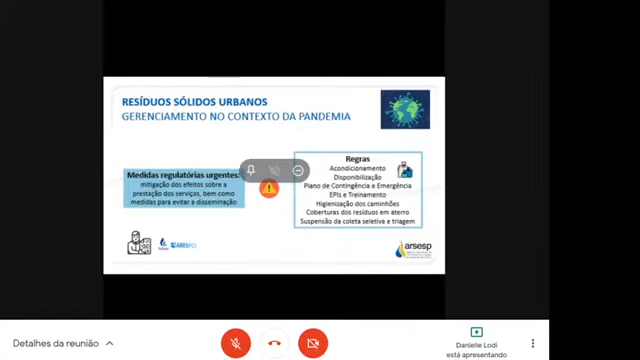 RESÍDUOS SÓLIDOS URBANOS
GERENCIAMENTO NO CONTEXTO DA PANDEMIA
Medidas regulatórias urgentes:
mitigação dos efeitos sobre a
prestação dos serviços, bem como
medidas para evitar a disseminação
Regras
Acondicionamento
Disponibilização
Plano de Contingência e Emergência
EPIs e Treinamento
Higienização dos caminhões
Coberturas dos resíduos em aterro
Suspensão da coleta seletiva e triagem
ARES PCJ
arsesp
Detalhes da reunião
Danielle Lodi
está apresentando